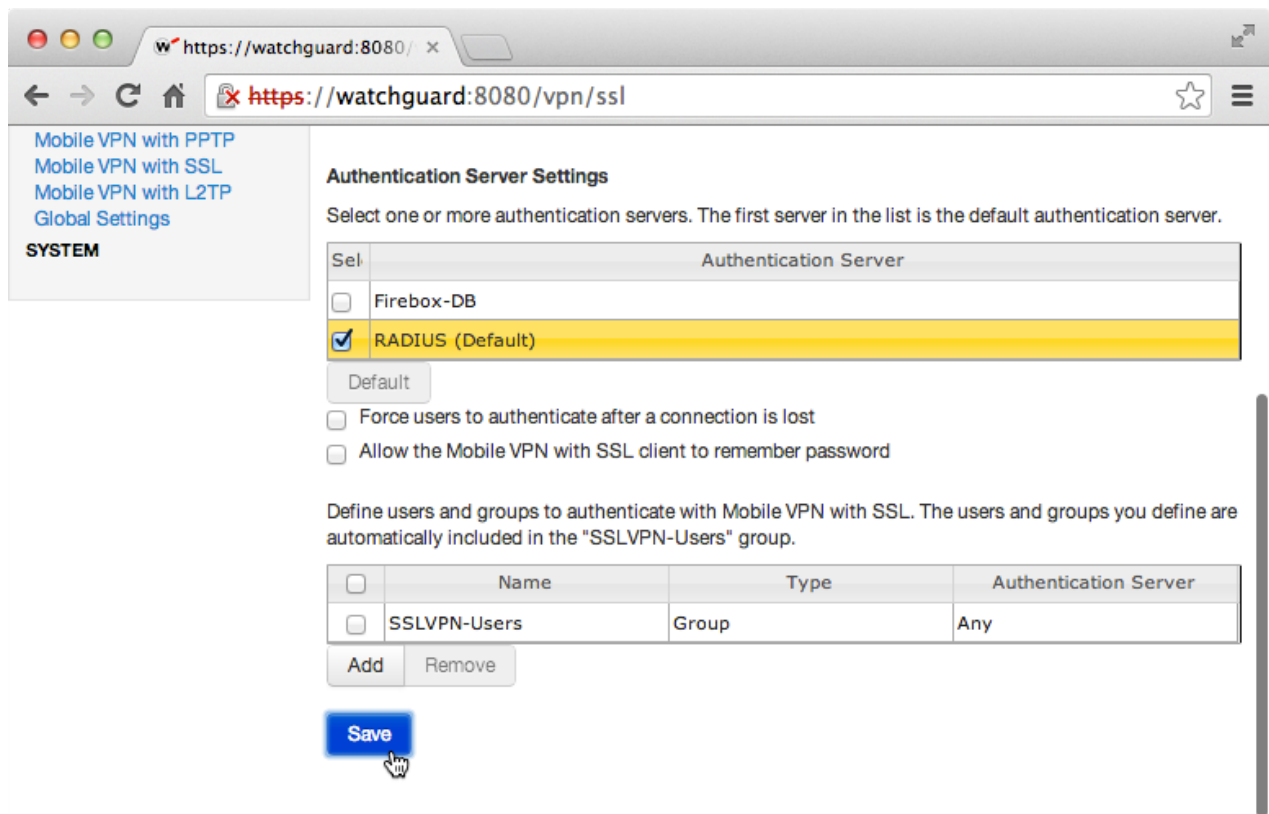 https://watchguard:8080/
https://watchguard:8080/vpn/ssl
Mobile VPN with PPTP
Mobile VPN with SSL
Mobile VPN with L2TP
Global Settings
SYSTEM
Authentication Server Settings
Select one or more authentication servers. The first server in the list is the default authentication server.
Sel Authentication Server
Firebox-DB
RADIUS (Default)
Default
Force users to authenticate after a connection is lost
Allow the Mobile VPN with SSL client to remember password
Define users and groups to authenticate with Mobile VPN with SSL. The users and groups you define are
automatically included in the "SSLVPN-Users" group.
Name Type Authentication Server
SSLVPN-Users Group Any
Add Remove
Save